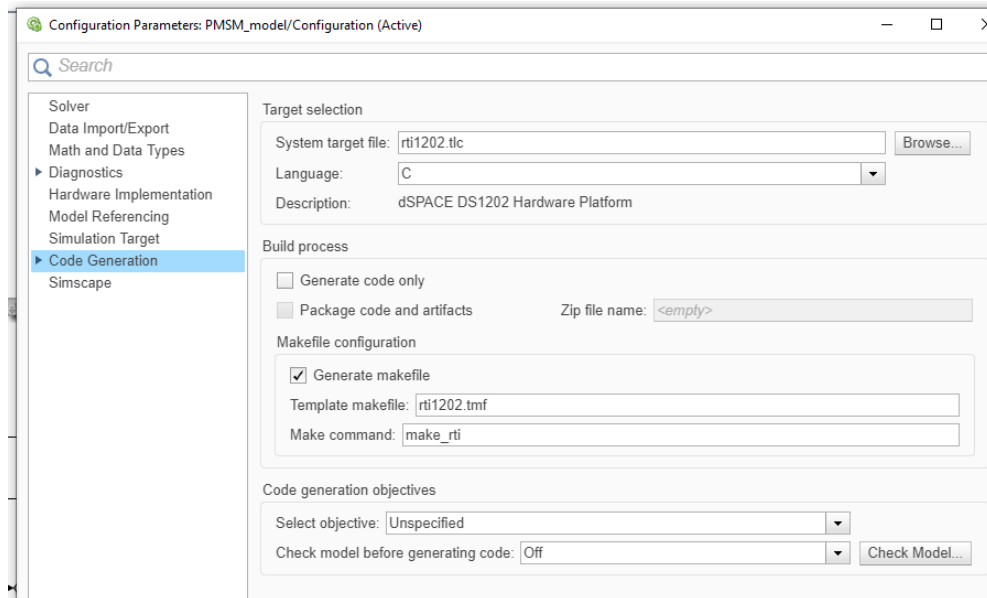 Configuration Parameters: PMSM_model/Configuration (Active)
Search
Solver
Data Import/Export
Math and Data Types
Diagnostics
Hardware Implementation
Model Referencing
Simulation Target
Code Generation
Simscape
Target selection
System target file: rti1202.tlc Browse...
Language: C
Description: dSPACE DS1202 Hardware Platform
Build process
Generate code only
Package code and artifacts Zip file name: <empty>
Makefile configuration
Generate makefile
Template makefile: rti1202.tmf
Make command: make_rti
Code generation objectives
Select objective: Unspecified
Check model before generating code: Off Check Model...